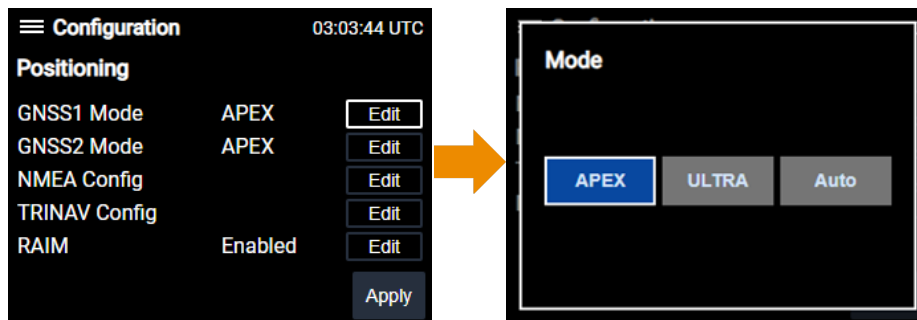 Configuration 03:03:44 UTC
Positioning
GNSS1 Mode APEX Edit
GNSS2 Mode APEX Edit
NMEA Config Edit
TRINAV Config Edit
RAIM Enabled Edit
Apply
Mode
APEX ULTRA Auto